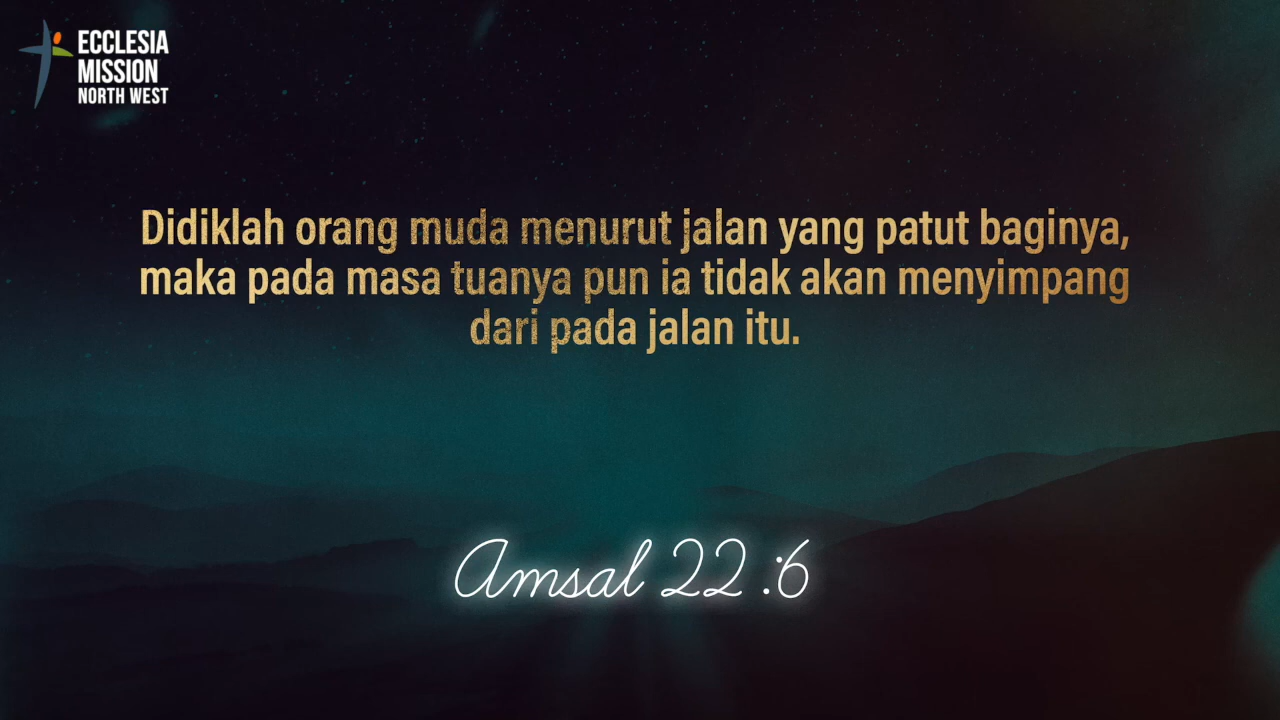 ECCLESIA
MISSION
NORTH WEST
Didiklah orang muda menurut jalan yang patut baginya,
maka pada masa tuanya pun ia tidak akan menyimpang
dari pada jalan itu.
Amsal 22 :6